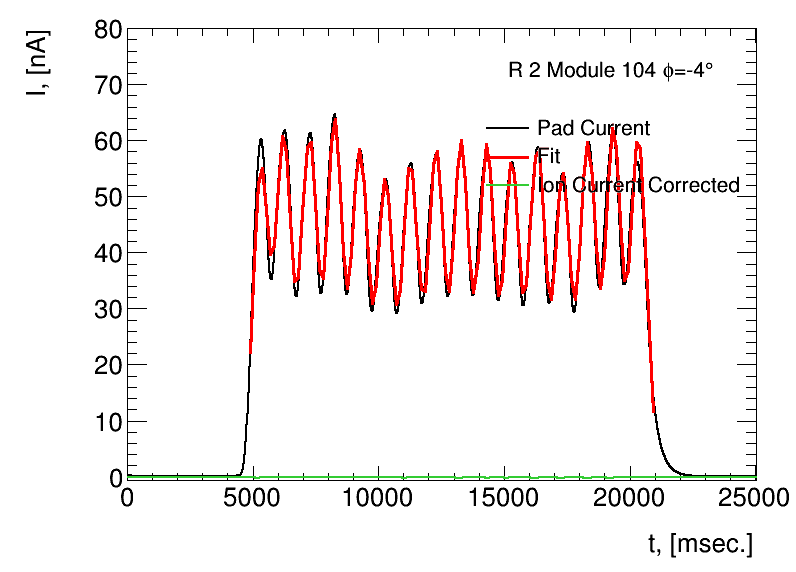 I, [nA]
80
70
60
50
40
30
20
10
0
R 2 Module 104 ϕ=-4°
Pad Current
Fit
Ion Current Corrected
0 5000 10000 15000 20000 25000
t, [msec.]